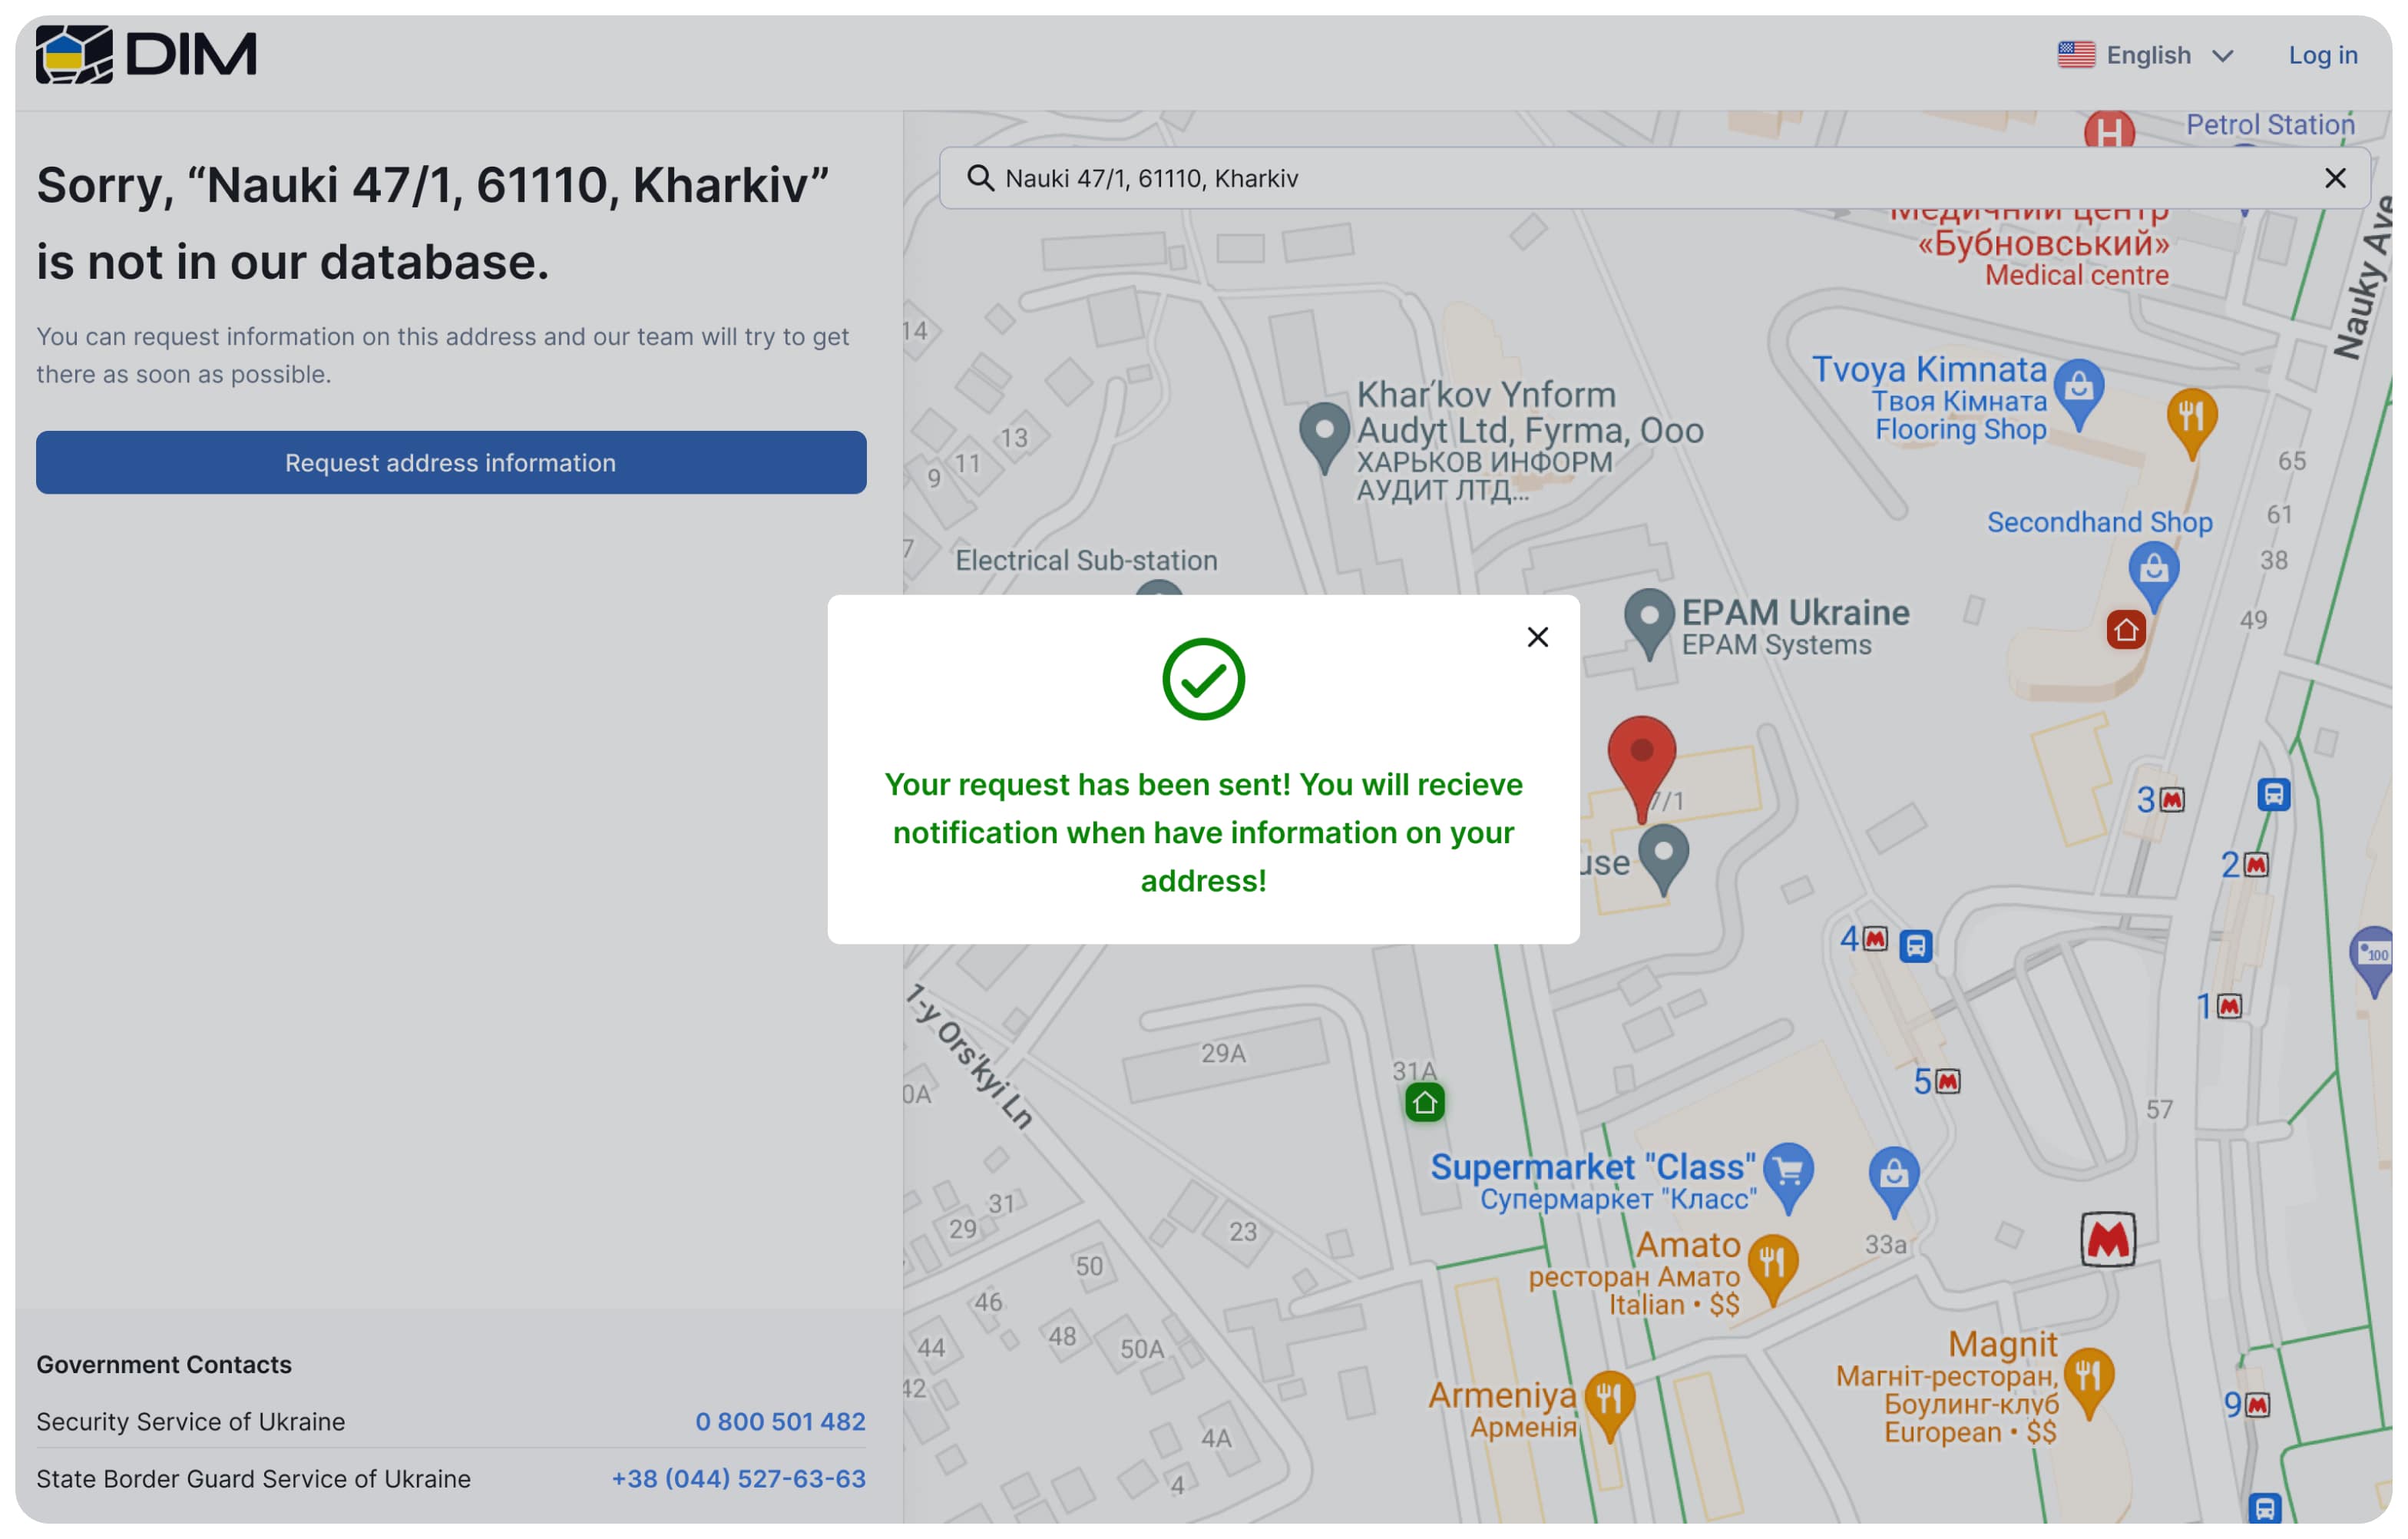 DIM
English
Log in
Sorry, “Nauki 47/1, 61110, Kharkiv”
is not in our database.
You can request information on this address and our team will try to get
there as soon as possible.
Request address information
Government Contacts
Security Service of Ukraine
0 800 501 482
State Border Guard Service of Ukraine
+38 (044) 527-63-63
Nauki 47/1, 61110, Kharkiv
Your request has been sent! You will recieve
notification when have information on your
address!
H
Petrol Station
Медичний центр
«Бубновський»
Medical centre
Nauky Ave
14
Tvoya Kimnata
Твоя Кімната
Flooring Shop
Khar'kov Ynform
Audyt Ltd, Fyrma, Ooo
ХАРЬКОВ ИНФОРМ
АУДИТ ЛТД...
13
11
9
65
61
Secondhand Shop
38
7
Electrical Sub-station
EPAM Ukraine
EPAM Systems
49
7/1
3
use
2
4
100
1
1-y Ors'kyi Ln
29A
31A
5
0A
57
Supermarket "Class"
Супермаркет "Класс"
31
29
23
Amato
ресторан Амато
Italian • $$
33a
50
46
48
44
50A
42
Magnit
Магніт-ресторан,
Боулинг-клуб
European • $$
Armeniya
Арменія
9
4A
4